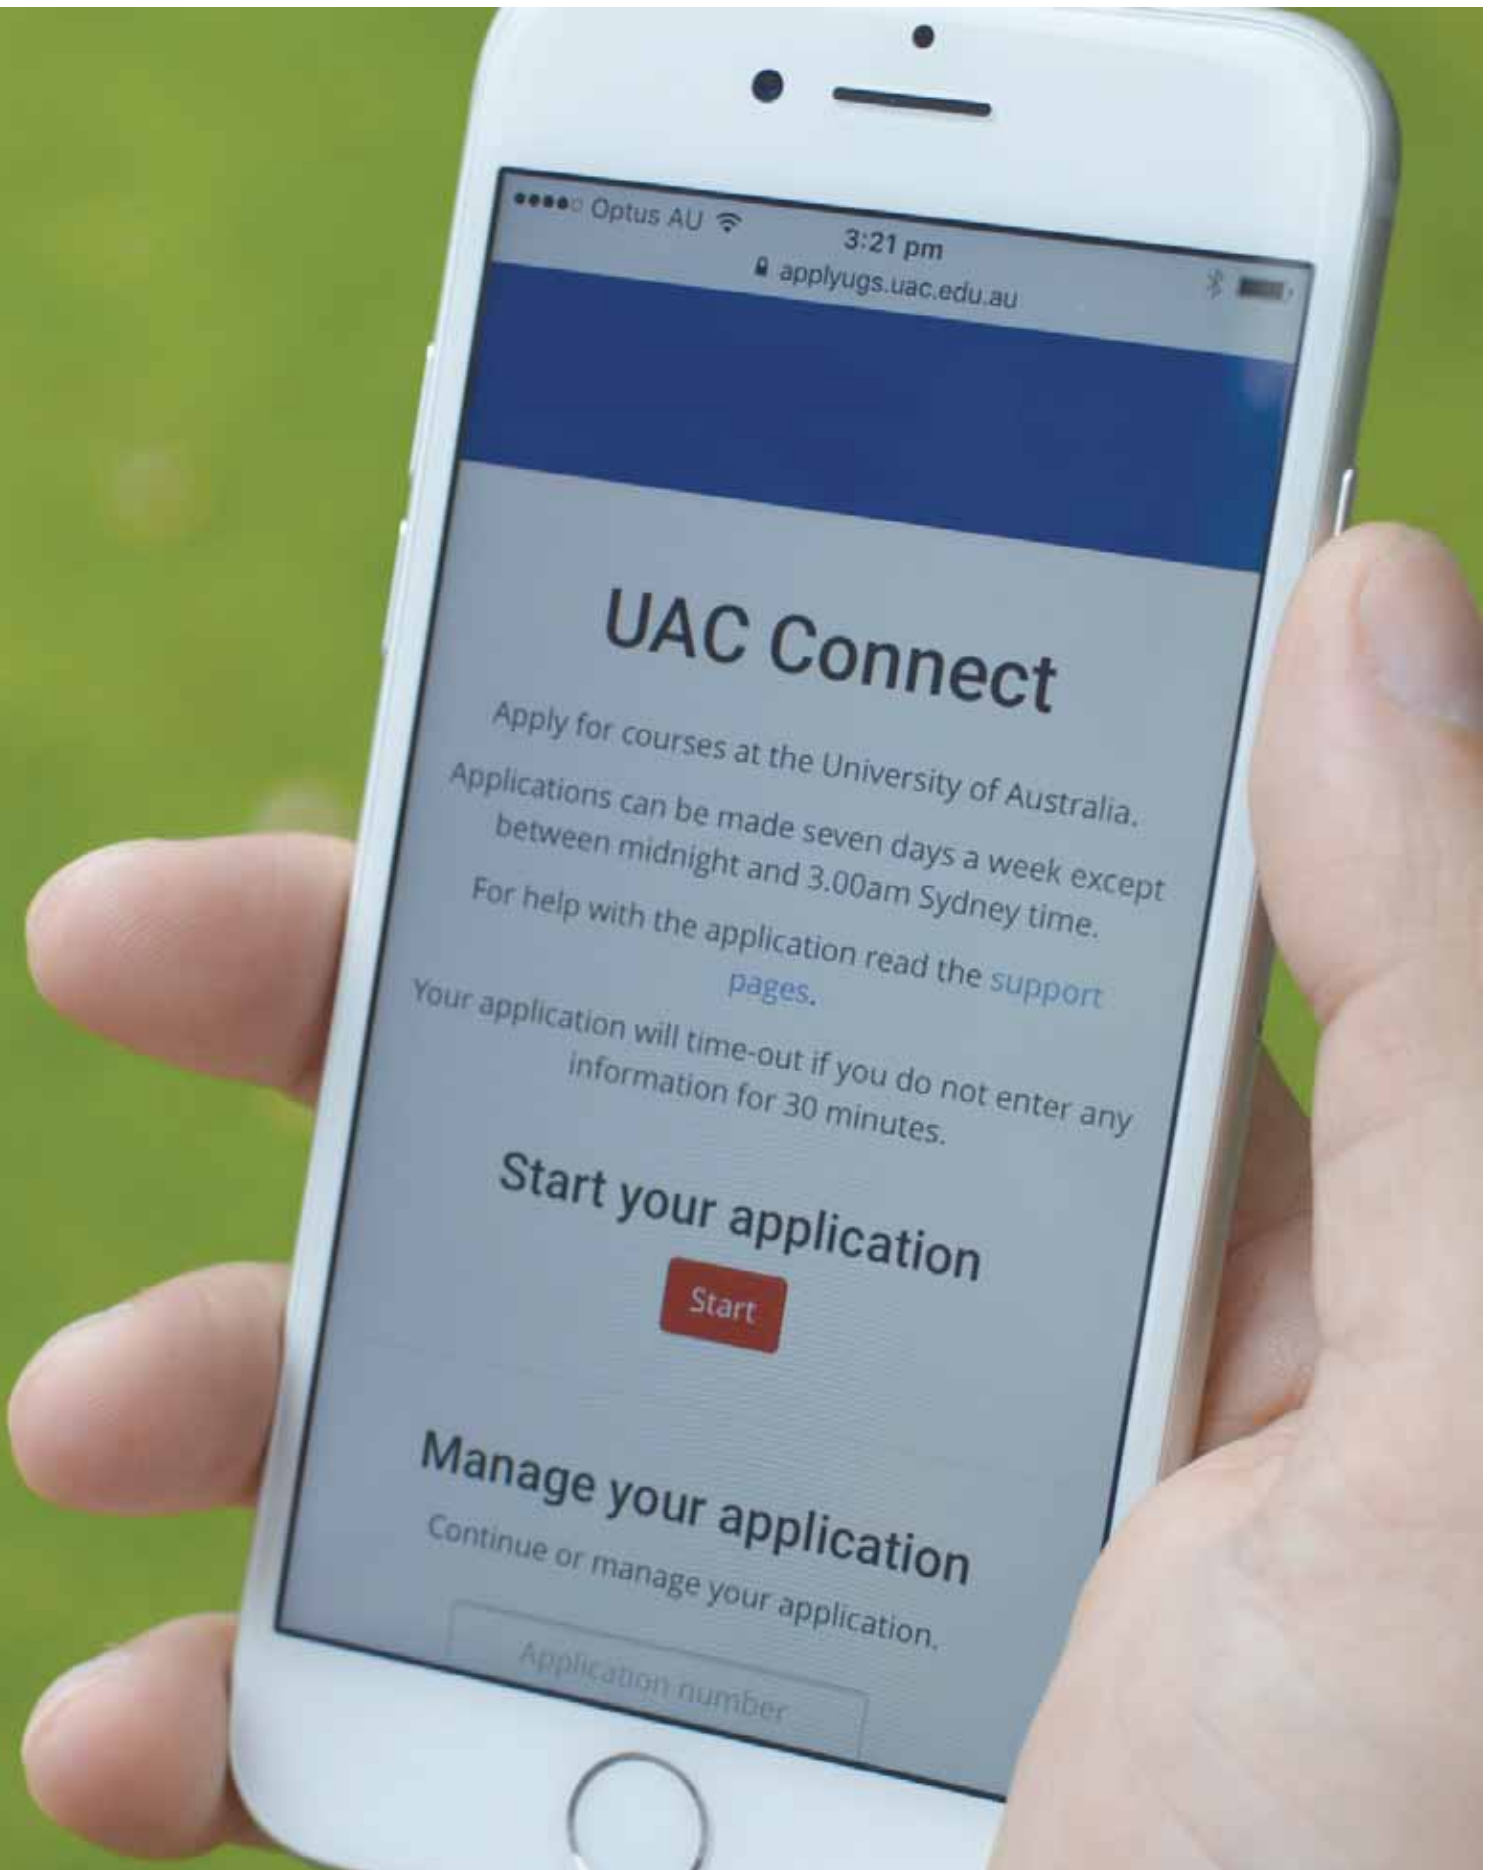 Optus AU
3:21 pm
applyugs.uac.edu.au
UAC Connect
Apply for courses at the University of Australia.
Applications can be made seven days a week except
between midnight and 3.00am Sydney time.
For help with the application read the support
pages.
Your application will time-out if you do not enter any
information for 30 minutes.
Start your application
Start
Manage your application
Continue or manage your application.
Application number